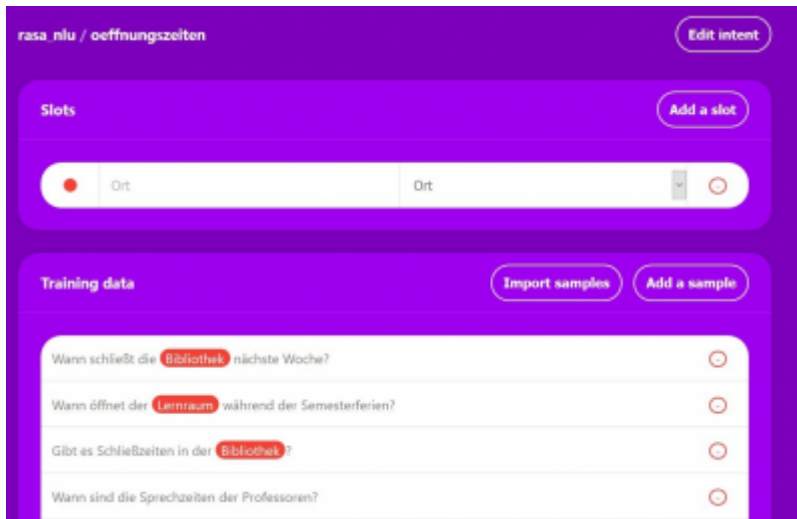 rasa_nlu / oeffnungszeiten
Edit intent
Slots
Add a slot
Ort
Ort
Training data
Import samples
Add a sample
Wann schließt die Bibliothek nächste Woche?
Wann öffnet der Lernraum während der Semesterferien?
Gibt es Schließzeiten in der Bibliothek?
Wann sind die Sprechzeiten der Professoren?